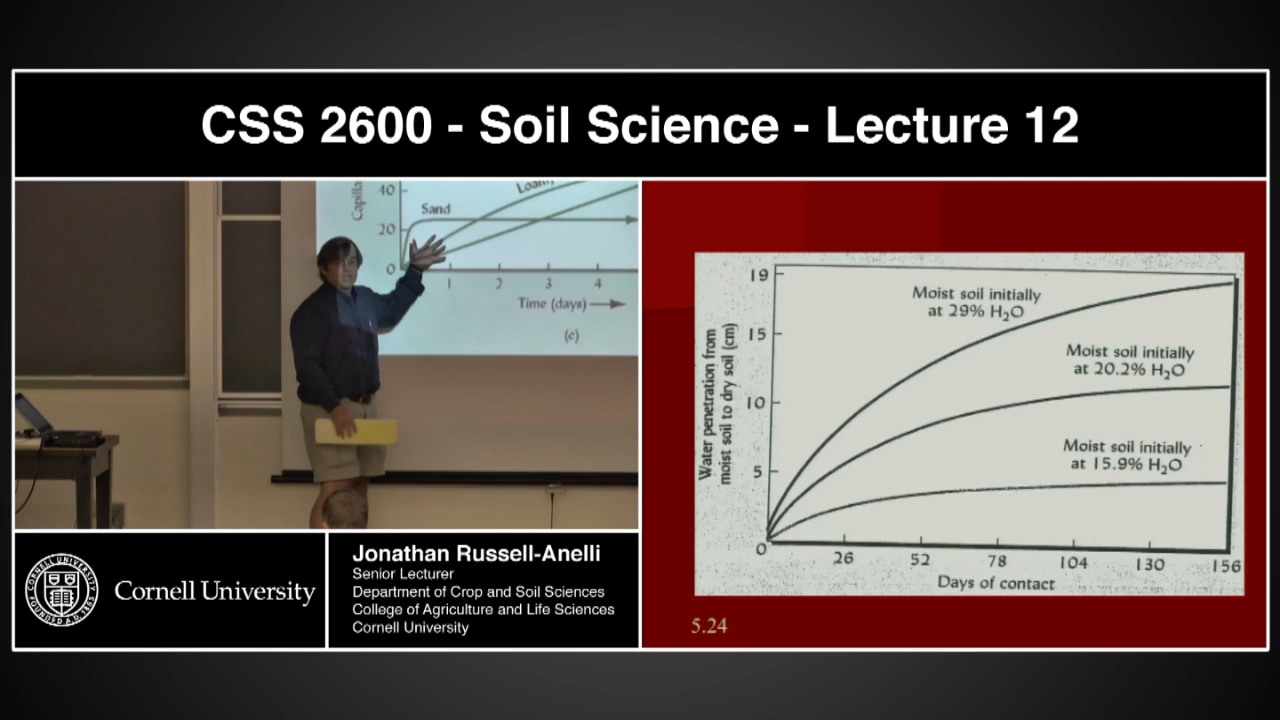 CSS 2600 - Soil Science - Lecture 12
40
Loam
Sand
20
0
1 2 3 4
Time (days)
(c)
19
Moist soil initially
at 29% H₂O
15
Moist soil initially
at 20.2% H₂O
10
Moist soil initially
at 15.9% H₂O
5
0
26 52 78 104 130 156
Days of contact
Water penetration from
moist soil to dry soil (cm)
5.24
Cornell University
Jonathan Russell-Anelli
Senior Lecturer
Department of Crop and Soil Sciences
College of Agriculture and Life Sciences
Cornell University